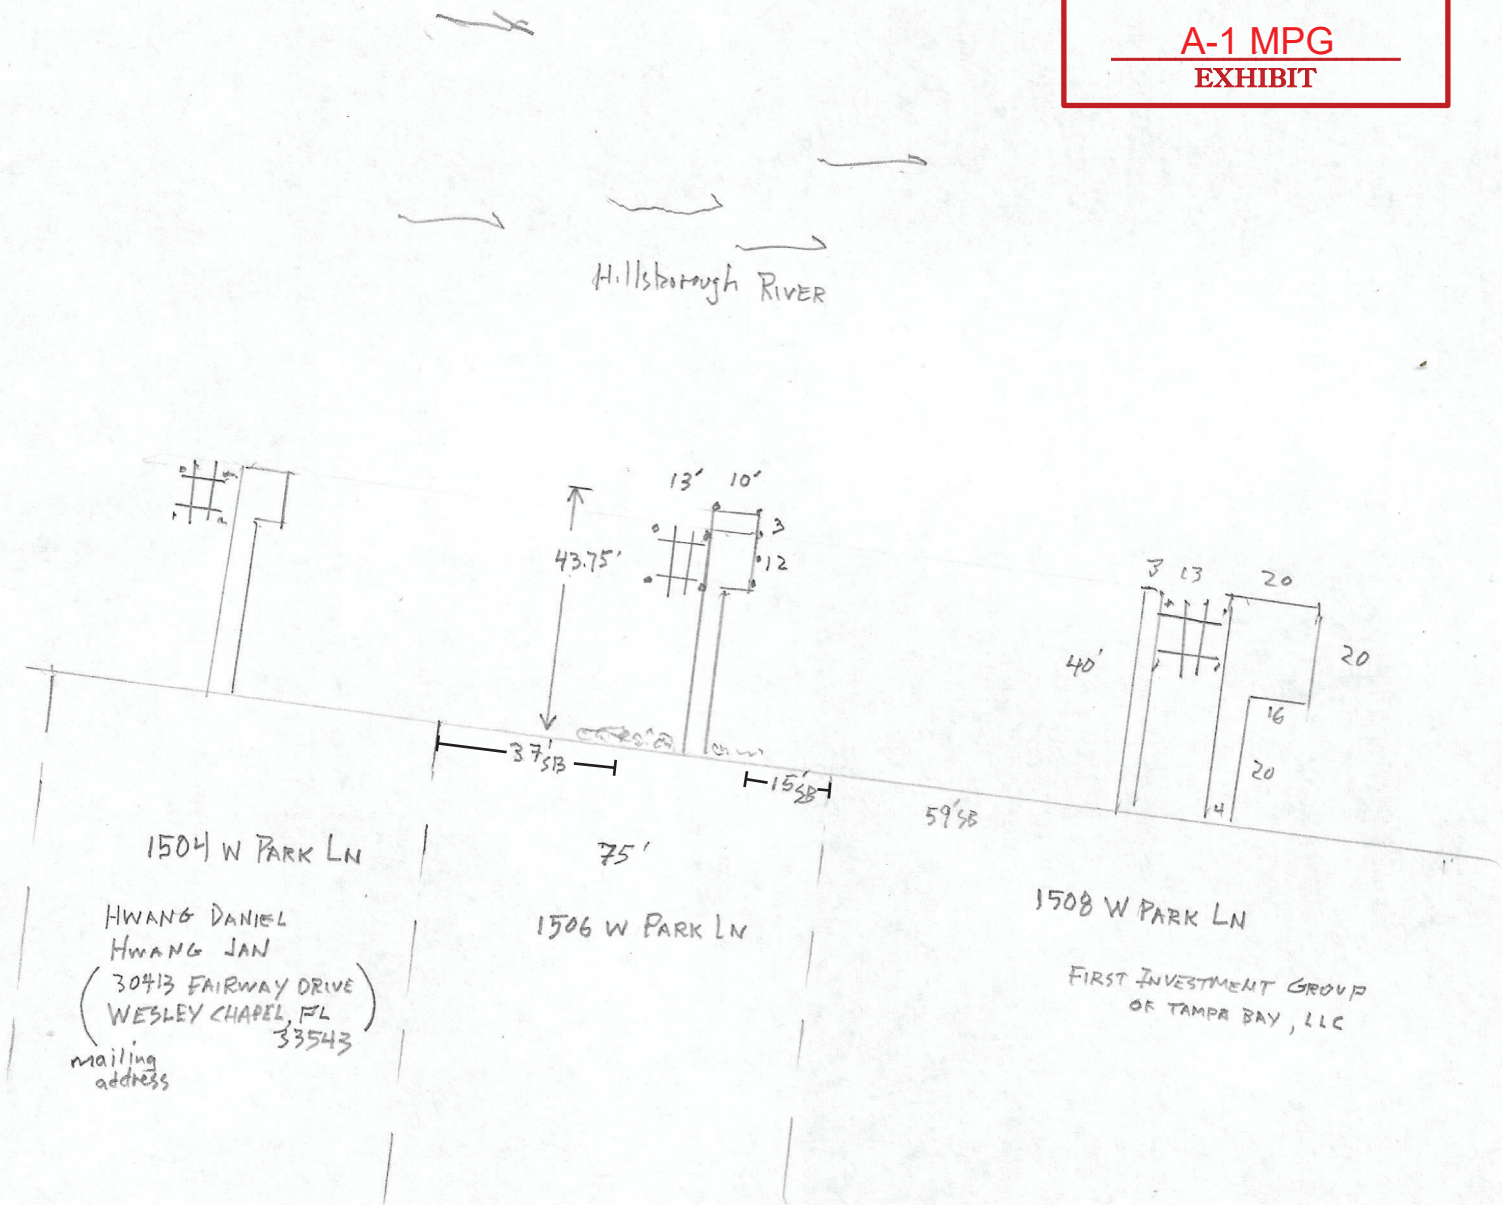 A-1 MPG
EXHIBIT
Hillsborough RIVER
13' 10'
3
12
43.75'
3 13 20
40'
20
16
20
4
37' SB
15' SB
59' SB
1504 W PARK LN
75'
1506 W PARK LN
1508 W PARK LN
HWANG DANIEL
HWANG JAN
(30413 FAIRWAY DRIVE
WESLEY CHAPEL, FL
33543)
mailing
address
FIRST INVESTMENT GROUP
OF TAMPA BAY, LLC